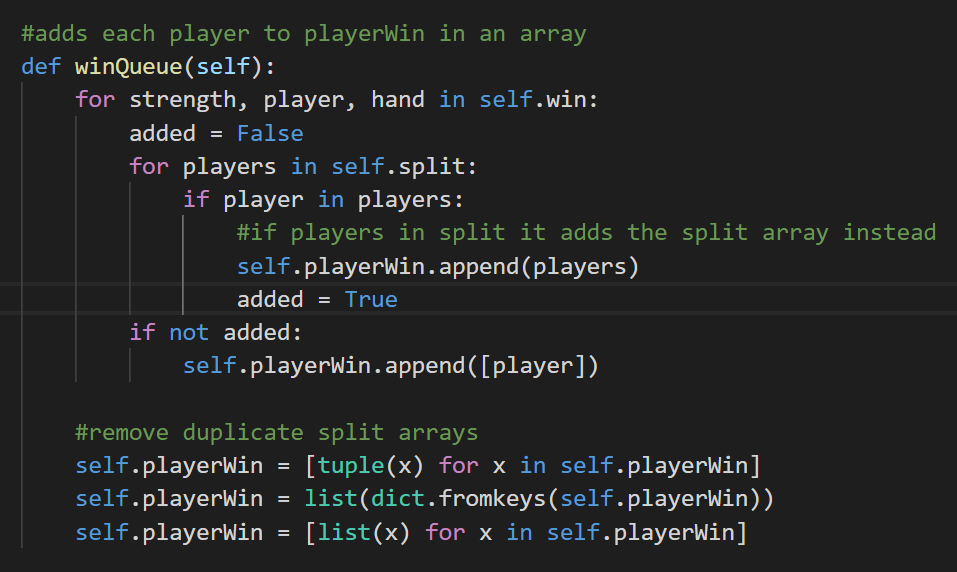 #adds each player to playerWin in an array
def winQueue(self):
    for strength, player, hand in self.win:
        added = False
        for players in self.split:
            if player in players:
                #if players in split it adds the split array instead
                self.playerWin.append(players)
                added = True
        if not added:
            self.playerWin.append([player])

    #remove duplicate split arrays
    self.playerWin = [tuple(x) for x in self.playerWin]
    self.playerWin = list(dict.fromkeys(self.playerWin))
    self.playerWin = [list(x) for x in self.playerWin]